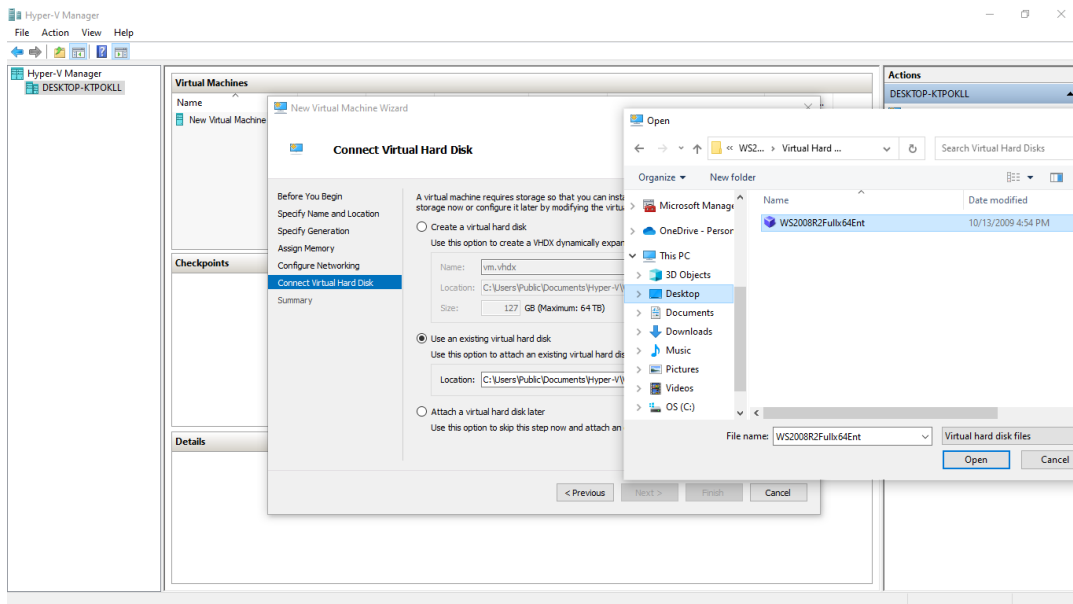 Hyper-V Manager
File Action View Help
Hyper-V Manager
DESKTOP-KTPOKLL
Virtual Machines
Name
New Virtual Machine
Checkpoints
Details
Actions
DESKTOP-KTPOKLL
New Virtual Machine Wizard
Connect Virtual Hard Disk
Before You Begin
Specify Name and Location
Specify Generation
Assign Memory
Configure Networking
Connect Virtual Hard Disk
Summary
A virtual machine requires storage so that you can
storage now or configure it later by modifying the
Create a virtual hard disk
Use this option to create a VHDX dynamically
Name: vm.vhdx
Location: C:\Users\Public\Documents\Hyper-V\
Size: 127 GB (Maximum: 64 TB)
Use an existing virtual hard disk
Use this option to attach an existing virtual hard
Location: C:\Users\Public\Documents\Hyper-V\
Attach a virtual hard disk later
Use this option to skip this step now and attach an
< Previous Next > Finish Cancel
Open
« WS2... › Virtual Hard ...
Search Virtual Hard Disks
Organize New folder
Microsoft
OneDrive -
This PC
3D Objects
Desktop
Documents
Downloads
Music
Pictures
Videos
OS (C:)
Name Date modified
WS2008R2Fullx64Ent 10/13/2009 4:54 PM
File name: WS2008R2Fullx64Ent Virtual hard disk files
Open Cancel